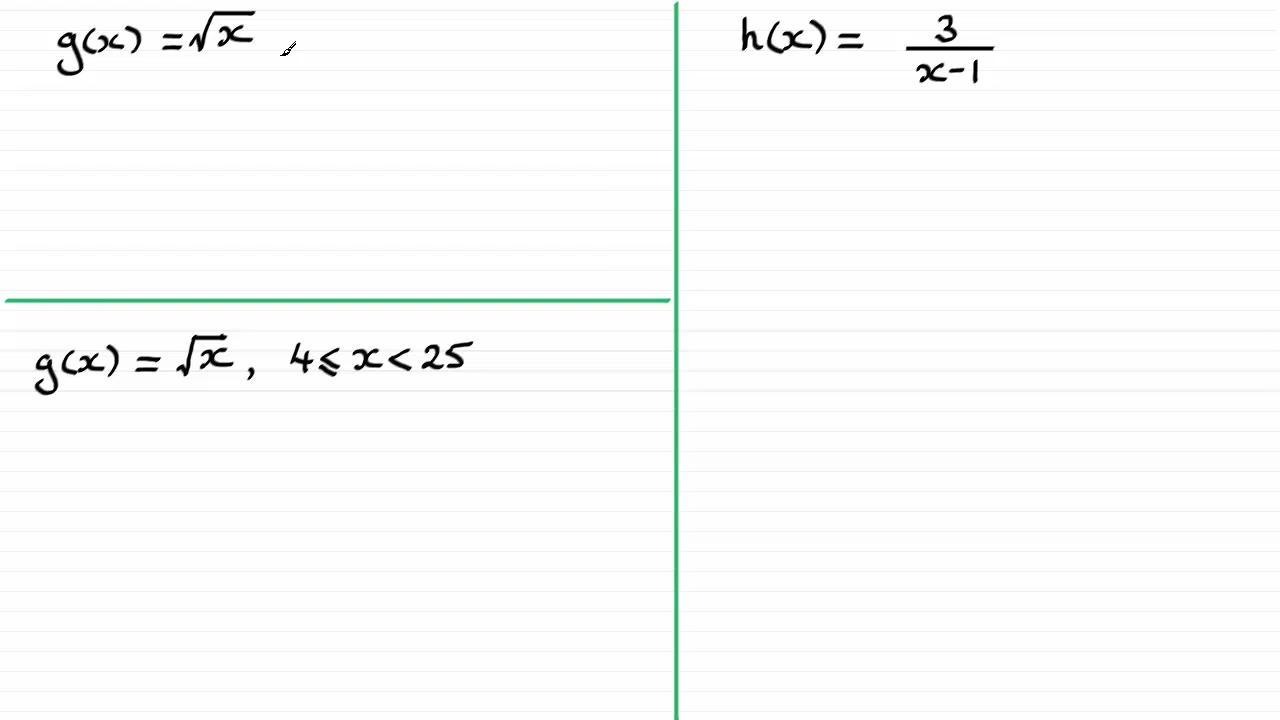 g(x) = √x
g(x) = √x , 4 ⩽ x < 25
h(x) = 3/(x-1)